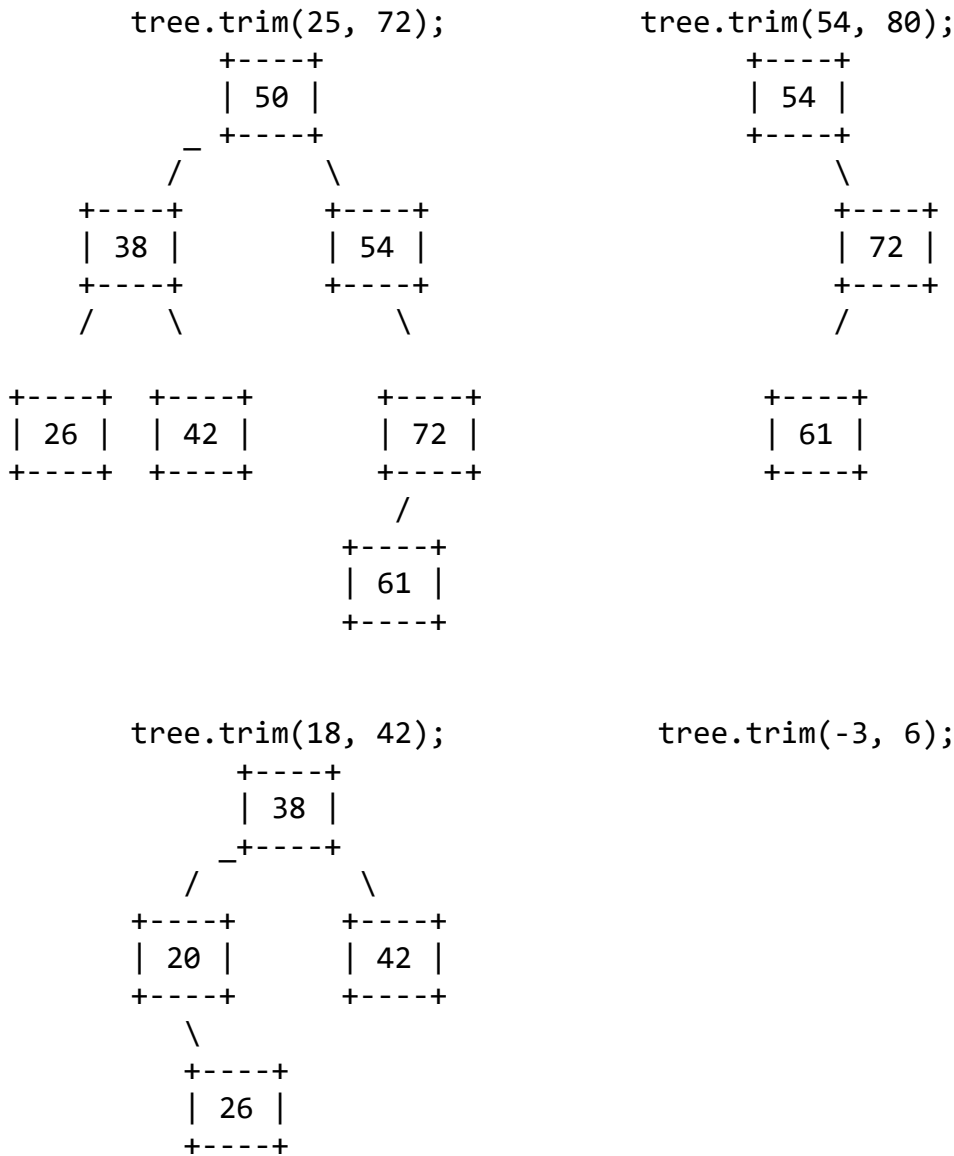 tree.trim(25, 72);                tree.trim(54, 80);
            +----+                        +----+
            | 50 |                        | 54 |
          _ +----+                        +----+
         /        \                            \
    +----+        +----+                       +----+
    | 38 |        | 54 |                       | 72 |
    +----+        +----+                       +----+
    /    \            \                        /
+----+  +----+       +----+                +----+
| 26 |  | 42 |       | 72 |                | 61 |
+----+  +----+       +----+                +----+
                      /
                   +----+
                   | 61 |
                   +----+
tree.trim(18, 42);                tree.trim(-3, 6);
             +----+
             | 38 |
            _+----+
          /         \
       +----+      +----+
       | 20 |      | 42 |
       +----+      +----+
          \
          +----+
          | 26 |
          +----+